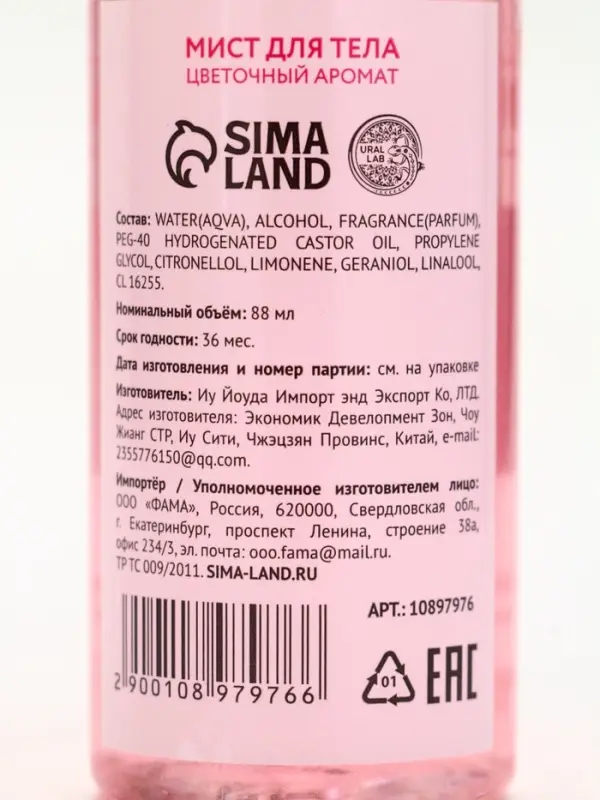 МИСТ ДЛЯ ТЕЛА
ЦВЕТОЧНЫЙ АРОМАТ
SIMA
LAND
URAL
LAB
Состав: WATER(AQVA), ALCOHOL, FRAGRANCE(PARFUM),
PEG-40 HYDROGENATED CASTOR OIL, PROPYLENE
GLYCOL, CITRONELLOL, LIMONENE, GERANIOL, LINALOOL,
CL 16255.
Номинальный объём: 88 мл
Срок годности: 36 мес.
Дата изготовления и номер партии: см. на упаковке
Изготовитель: Иу Йоуда Импорт энд Экспорт Ко, ЛТД.
Адрес изготовителя: Экономик Девелопмент Зон, Чоу
Жианг СТР, Иу Сити, Чжэцзян Провинс, Китай, e-mail:
2355776150@qq.com.
Импортёр / Уполномоченное изготовителем лицо:
ООО «ФАМА», Россия, 620000, Свердловская обл.,
г. Екатеринбург, проспект Ленина, строение 38а,
офис 234/3, эл. почта: ooo.fama@mail.ru.
ТР ТС 009/2011. SIMA-LAND.RU
АРТ.: 10897976
2 900108 979766
01
EAC